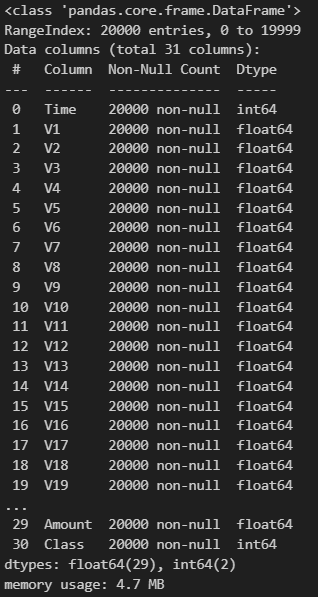 <class 'pandas.core.frame.DataFrame'>
RangeIndex: 20000 entries, 0 to 19999
Data columns (total 31 columns):
 #   Column  Non-Null Count  Dtype
---  ------  --------------  -----
 0   Time    20000 non-null  int64
 1   V1      20000 non-null  float64
 2   V2      20000 non-null  float64
 3   V3      20000 non-null  float64
 4   V4      20000 non-null  float64
 5   V5      20000 non-null  float64
 6   V6      20000 non-null  float64
 7   V7      20000 non-null  float64
 8   V8      20000 non-null  float64
 9   V9      20000 non-null  float64
 10  V10     20000 non-null  float64
 11  V11     20000 non-null  float64
 12  V12     20000 non-null  float64
 13  V13     20000 non-null  float64
 14  V14     20000 non-null  float64
 15  V15     20000 non-null  float64
 16  V16     20000 non-null  float64
 17  V17     20000 non-null  float64
 18  V18     20000 non-null  float64
 19  V19     20000 non-null  float64
...
 29  Amount  20000 non-null  float64
 30  Class   20000 non-null  int64
dtypes: float64(29), int64(2)
memory usage: 4.7 MB